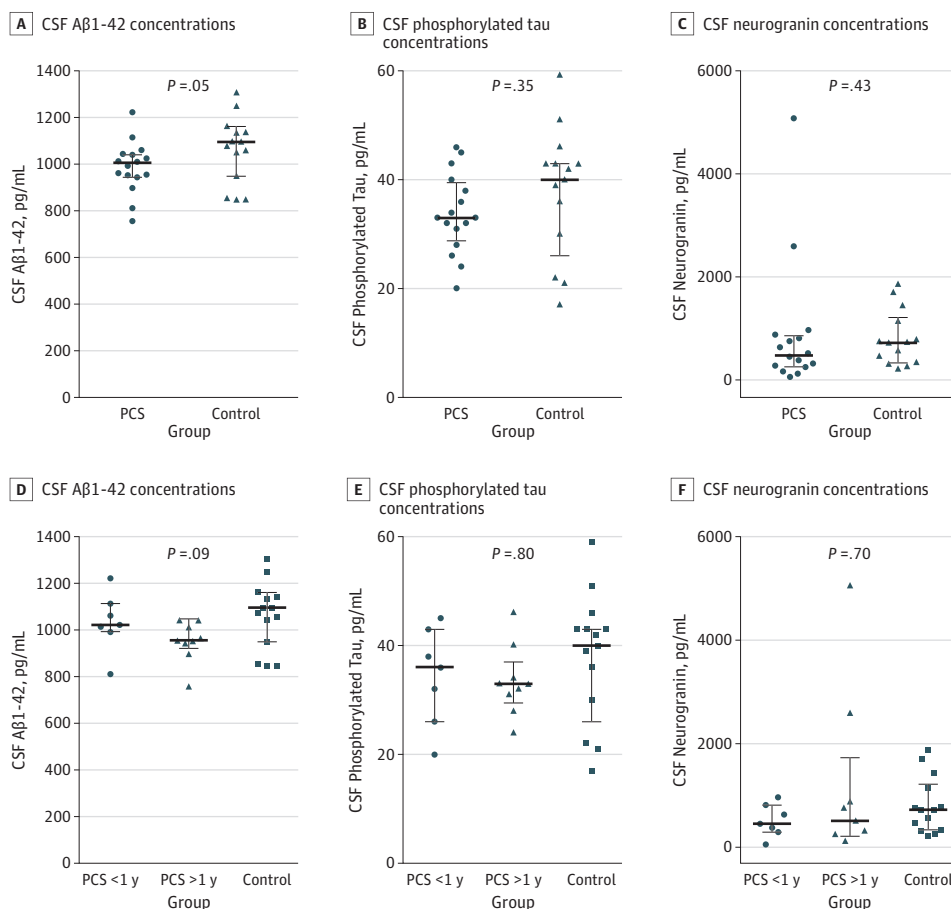 A CSF Aβ1-42 concentrations
1400
1200
1000
800
600
400
200
0
CSF Aβ1-42, pg/mL
P = .05
PCS
Control
Group
B CSF phosphorylated tau
concentrations
60
40
20
0
CSF Phosphorylated Tau, pg/mL
P = .35
PCS
Control
Group
C CSF neurogranin concentrations
6000
4000
2000
0
CSF Neurogranin, pg/mL
P = .43
PCS
Control
Group
D CSF Aβ1-42 concentrations
1400
1200
1000
800
600
400
200
0
CSF Aβ1-42, pg/mL
P = .09
PCS <1 y
PCS >1 y
Control
Group
E CSF phosphorylated tau
concentrations
60
40
20
0
CSF Phosphorylated Tau, pg/mL
P = .80
PCS <1 y
PCS >1 y
Control
Group
F CSF neurogranin concentrations
6000
4000
2000
0
CSF Neurogranin, pg/mL
P = .70
PCS <1 y
PCS >1 y
Control
Group